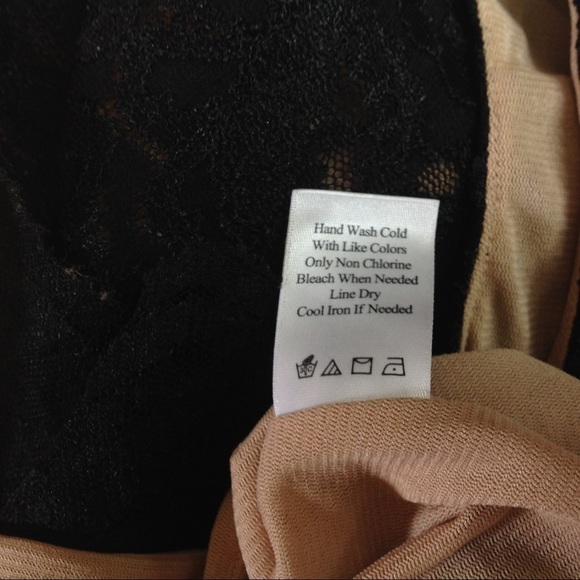 Hand Wash Cold
With Like Colors
Only Non Chlorine
Bleach When Needed
Line Dry
Cool Iron If Needed